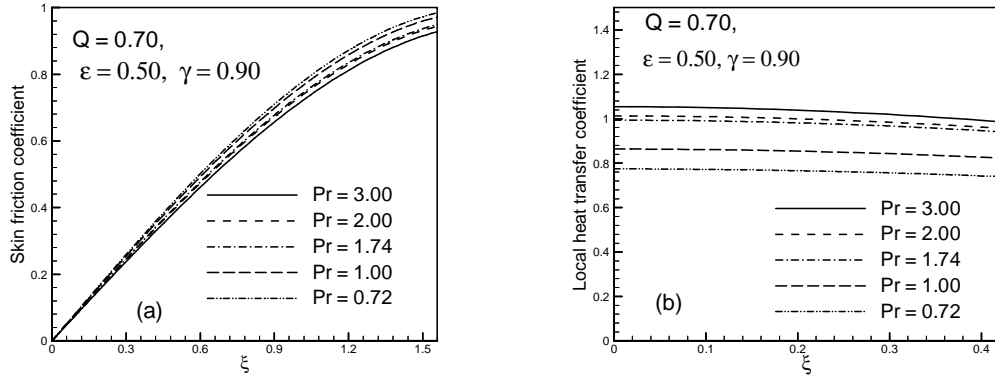 Skin friction coefficient
1
0.8
0.6
0.4
0.2
0
Q = 0.70,
ε = 0.50, γ = 0.90
Pr = 3.00
Pr = 2.00
Pr = 1.74
Pr = 1.00
Pr = 0.72
(a)
0 0.3 0.6 0.9 1.2 1.5
ξ
Local heat transfer coefficient
1.4
1.2
1
0.8
0.6
0.4
0.2
0
Q = 0.70,
ε = 0.50, γ = 0.90
Pr = 3.00
Pr = 2.00
Pr = 1.74
Pr = 1.00
Pr = 0.72
(b)
0 0.1 0.2 0.3 0.4
ξ